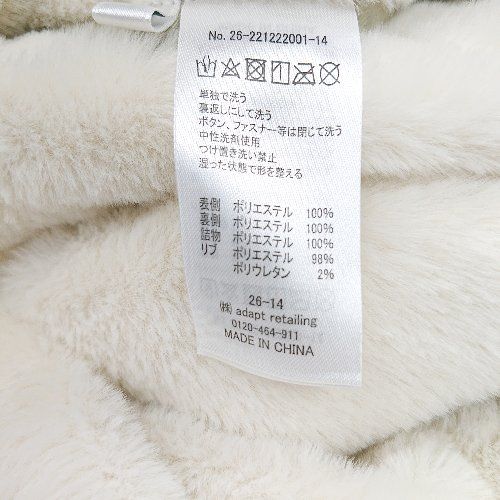 No. 26-221222001-14
単独で洗う
裏返しにして洗う
ボタン、ファスナー等は閉じて洗う
中性洗剤使用
つけ置き洗い禁止
湿った状態で形を整える
表側 ポリエステル 100%
裏側 ポリエステル 100%
詰物 ポリエステル 100%
リブ ポリエステル 98%
ポリウレタン 2%
26-14
(株) adapt retailing
0120-464-911
MADE IN CHINA